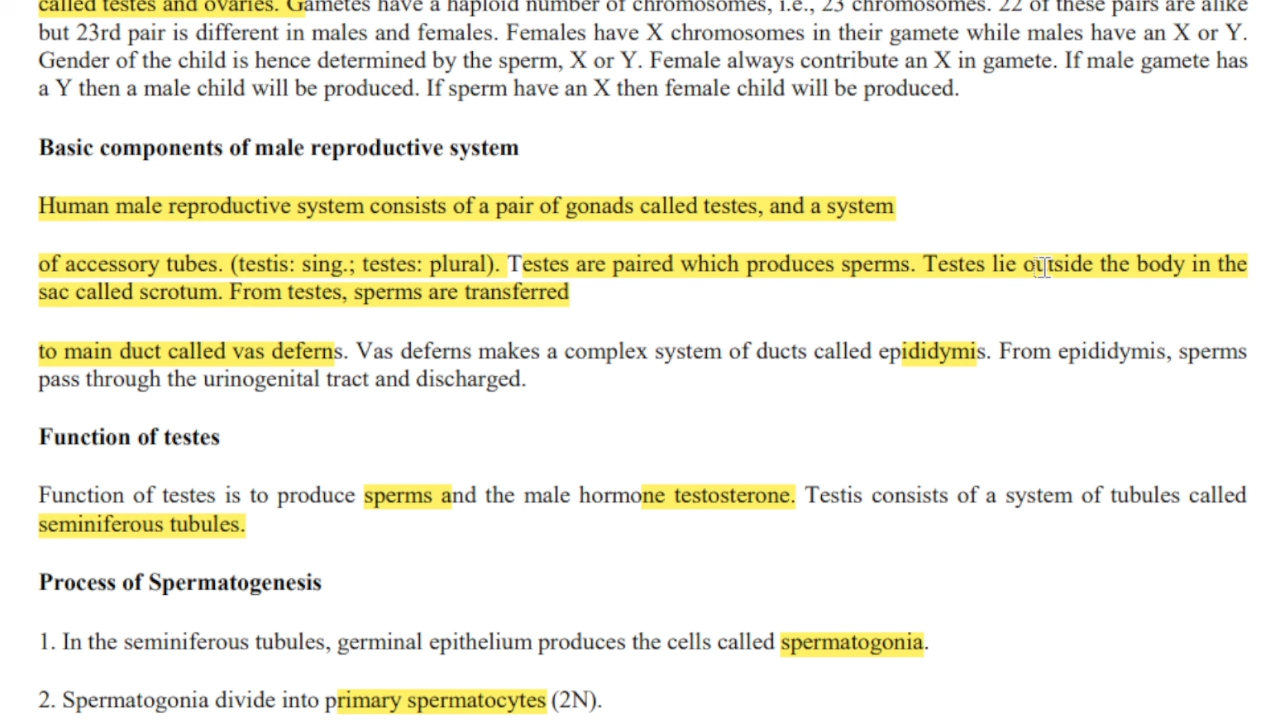 called testes and ovaries. Gametes have a haploid number of chromosomes, i.e., 23 chromosomes. 22 of these pairs are alike
but 23rd pair is different in males and females. Females have X chromosomes in their gamete while males have an X or Y.
Gender of the child is hence determined by the sperm, X or Y. Female always contribute an X in gamete. If male gamete has
a Y then a male child will be produced. If sperm have an X then female child will be produced.
Basic components of male reproductive system
Human male reproductive system consists of a pair of gonads called testes, and a system
of accessory tubes. (testis: sing.; testes: plural). Testes are paired which produces sperms. Testes lie outside the body in the
sac called scrotum. From testes, sperms are transferred
to main duct called vas deferns. Vas deferns makes a complex system of ducts called epididymis. From epididymis, sperms
pass through the urinogenital tract and discharged.
Function of testes
Function of testes is to produce sperms and the male hormone testosterone. Testis consists of a system of tubules called
seminiferous tubules.
Process of Spermatogenesis
1. In the seminiferous tubules, germinal epithelium produces the cells called spermatogonia.
2. Spermatogonia divide into primary spermatocytes (2N).